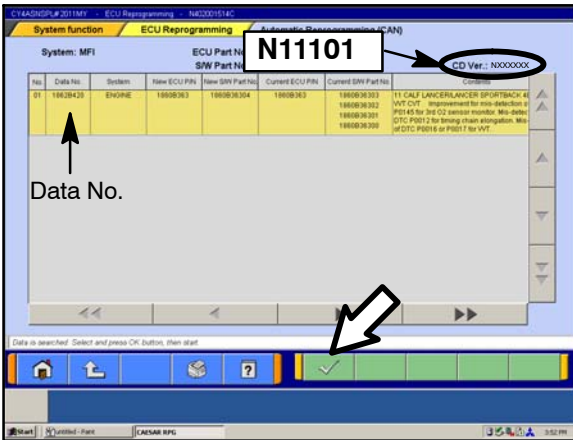 CY4ASNSPL#2011MY - ECU Reprogramming - N402001514C
System function / ECU Reprogramming / Automatic Reprogramming (CAN)
N11101
System: MFI
ECU Part No
S/W Part No
CD Ver.: NXXXXXX
No. Data No. System New ECU P/N New S/W Part No. Current ECU P/N Current S/W Part No. Contents
01 1862B420 ENGINE 1860B363 1860B36304 1860B363 1860B36303 11 CALF LANCER/LANCER SPORTBACK 4
1860B36302 VVT CVT Improvement for mis-detection
1860B36301 P0145 for 3rd O2 sensor monitor. Mis-detec
1860B36300 DTC P0012 for timing chain elongation. Mis-
of DTC P0016 or P0017 for VVT.
Data No.
Data is searched. Select and press OK button, then start
?
Start Untitled - Paint CAESAR RPG 3:52 PM